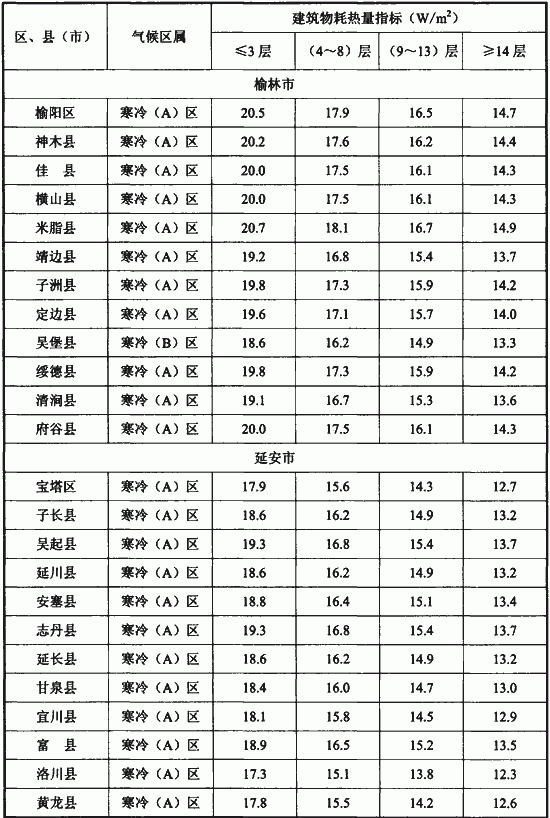 区、县（市） 气候区属 建筑物耗热量指标（W/m²）
≤3 层 （4～8）层 （9～13）层 ≥14 层
榆林市
榆阳区 寒冷（A）区 20.5 17.9 16.5 14.7
神木县 寒冷（A）区 20.2 17.6 16.2 14.4
佳 县 寒冷（A）区 20.0 17.5 16.1 14.3
横山县 寒冷（A）区 20.0 17.5 16.1 14.3
米脂县 寒冷（A）区 20.7 18.1 16.7 14.9
靖边县 寒冷（A）区 19.2 16.8 15.4 13.7
子洲县 寒冷（A）区 19.8 17.3 15.9 14.2
定边县 寒冷（A）区 19.6 17.1 15.7 14.0
吴堡县 寒冷（B）区 18.6 16.2 14.9 13.3
绥德县 寒冷（A）区 19.8 17.3 15.9 14.2
清涧县 寒冷（A）区 19.1 16.7 15.3 13.6
府谷县 寒冷（A）区 20.0 17.5 16.1 14.3
延安市
宝塔区 寒冷（A）区 17.9 15.6 14.3 12.7
子长县 寒冷（A）区 18.6 16.2 14.9 13.2
吴起县 寒冷（A）区 19.3 16.8 15.4 13.7
延川县 寒冷（A）区 18.6 16.2 14.9 13.2
安塞县 寒冷（A）区 18.8 16.4 15.1 13.4
志丹县 寒冷（A）区 19.3 16.8 15.4 13.7
延长县 寒冷（A）区 18.6 16.2 14.9 13.2
甘泉县 寒冷（A）区 18.4 16.0 14.7 13.0
宜川县 寒冷（A）区 18.1 15.8 14.5 12.9
富 县 寒冷（A）区 18.9 16.5 15.2 13.5
洛川县 寒冷（A）区 17.3 15.1 13.8 12.3
黄龙县 寒冷（A）区 17.8 15.5 14.2 12.6